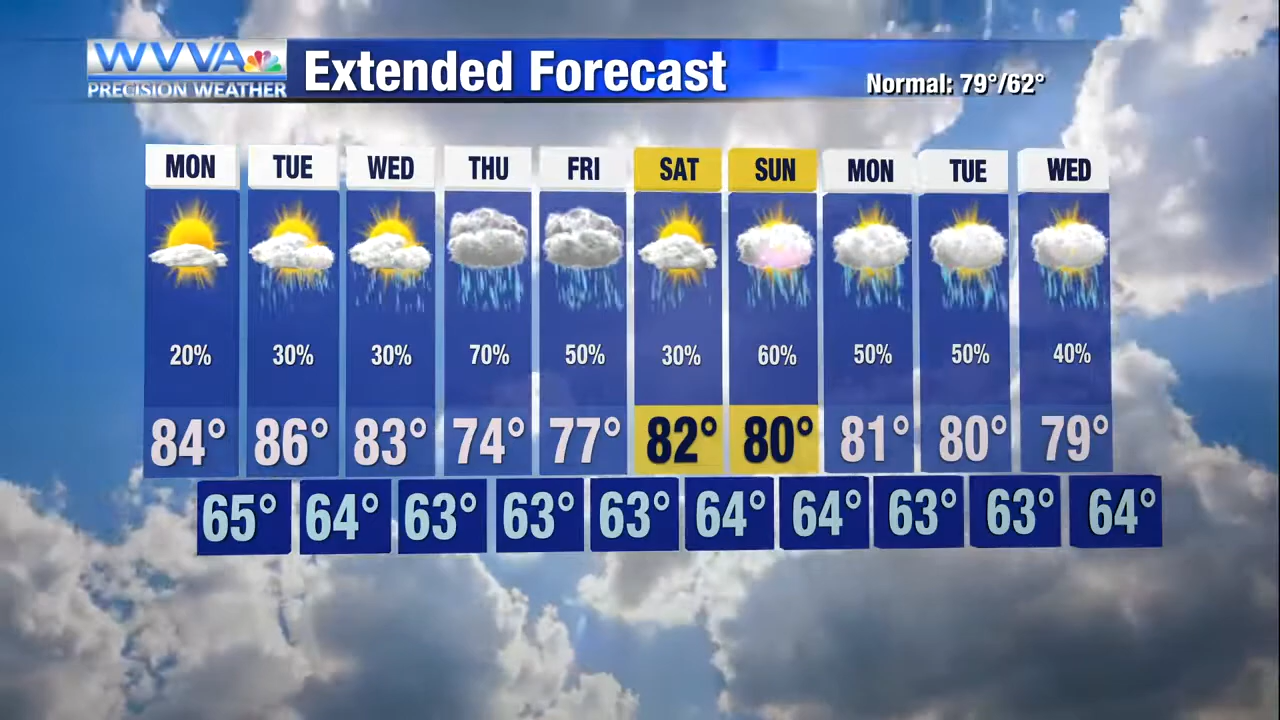 WVVA
PRECISION WEATHER
Extended Forecast
Normal: 79°/62°
MON TUE WED THU FRI SAT SUN MON TUE WED
20% 30% 30% 70% 50% 30% 60% 50% 50% 40%
84° 86° 83° 74° 77° 82° 80° 81° 80° 79°
65° 64° 63° 63° 63° 64° 64° 63° 63° 64°